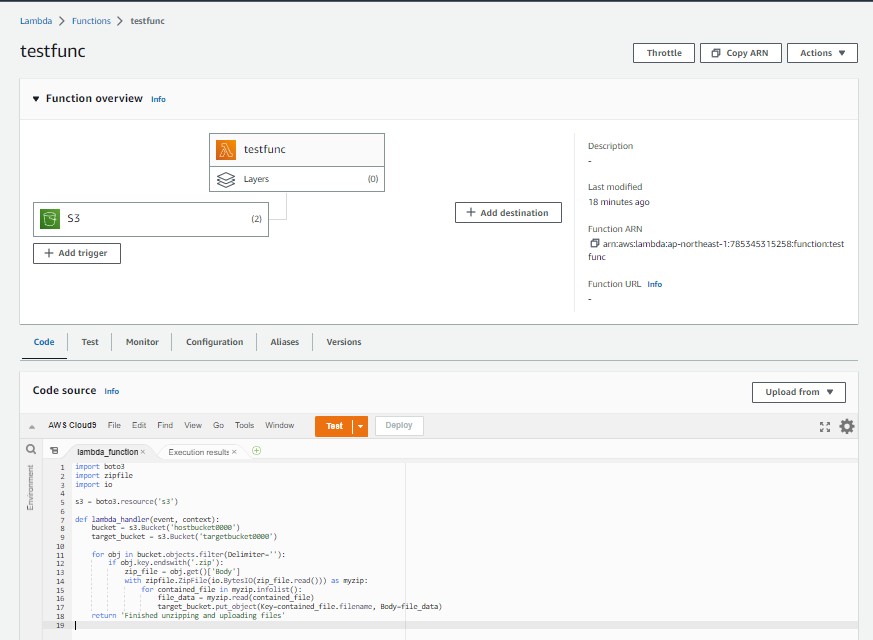 Lambda > Functions > testfunc
testfunc
Throttle Copy ARN Actions
Function overview Info
testfunc
Layers (0)
S3 (2)
Add trigger
Add destination
Description
-
Last modified
18 minutes ago
Function ARN
arn:aws:lambda:ap-northeast-1:785345315258:function:test
func
Function URL Info
-
Code Test Monitor Configuration Aliases Versions
Code source Info
Upload from
AWS Cloud9 File Edit Find View Go Tools Window Test Deploy
lambda_function × Execution results ×
Environment
1 import boto3
2 import zipfile
3 import io
4
5 s3 = boto3.resource('s3')
6
7 def lambda_handler(event, context):
8 bucket = s3.Bucket('hostbucket0000')
9 target_bucket = s3.Bucket('targetbucket0000')
10
11 for obj in bucket.objects.filter(Delimiter=''):
12 if obj.key.endswith('.zip'):
13 zip_file = obj.get()['Body']
14 with zipfile.ZipFile(io.BytesIO(zip_file.read())) as myzip:
15 for contained_file in myzip.infolist():
16 file_data = myzip.read(contained_file)
17 target_bucket.put_object(Key=contained_file.filename, Body=file_data)
18 return 'Finished unzipping and uploading files'
19